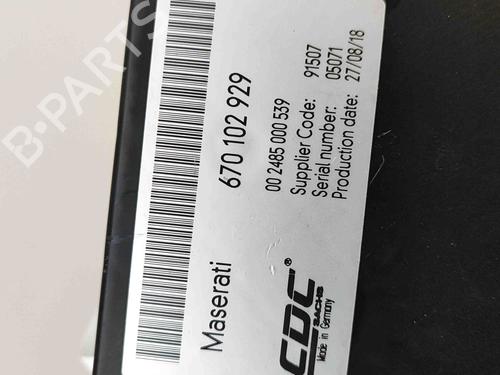 B-PARTS
Maserati
670 102 929
00 2485 000 539
Supplier Code: 91507
Serial number: 05071
Production date: 27/08/18
CDC
SACHS
Made in Germany